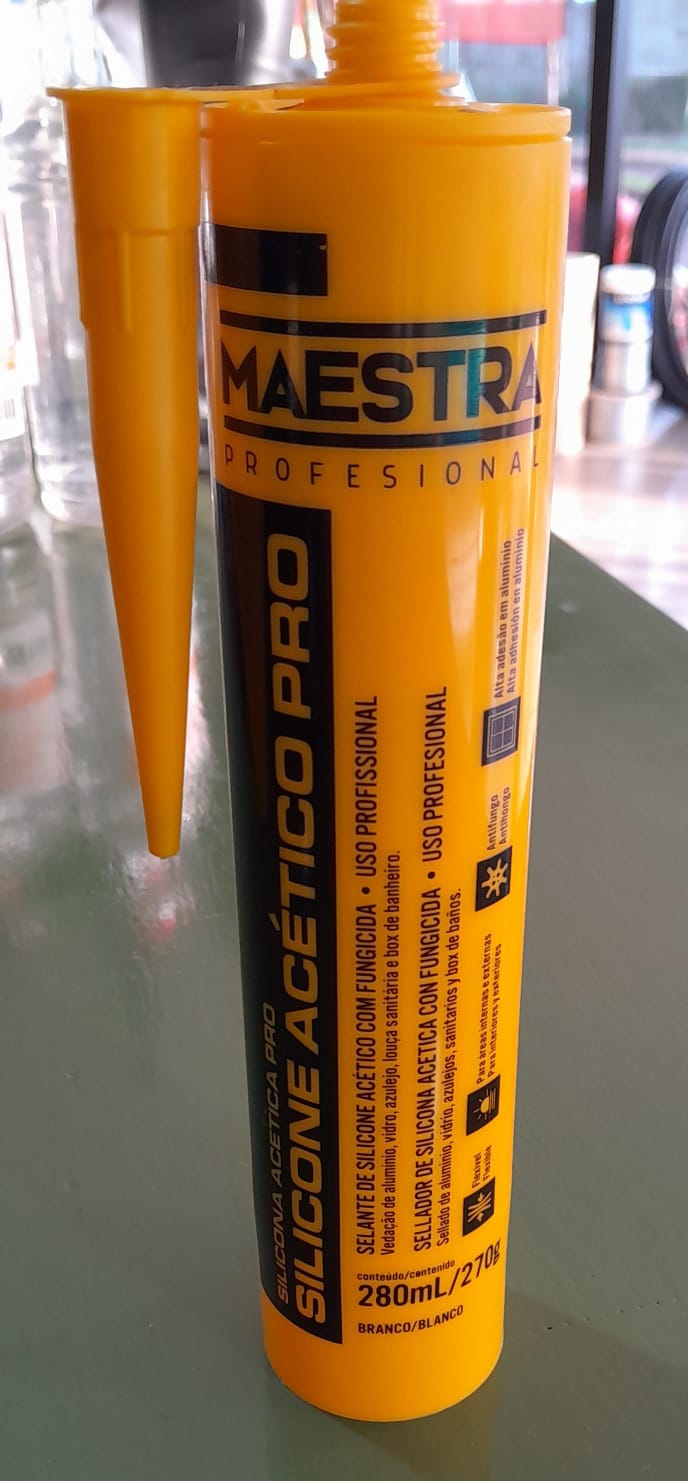 MAESTRA
PROFESIONAL
SILICONA ACÉTICA PRO
SILICONE ACÉTICO PRO
SELANTE DE SILICONE ACÉTICO COM FUNGICIDA • USO PROFISSIONAL
Vedação de alumínio, vidro, azulejo, louça sanitária e box de banheiro.
SELLADOR DE SILICONA ACETICA CON FUNGICIDA • USO PROFESIONAL
Sellado de aluminio, vidrio, azulejos, sanitarios y box de baños.
Flexível
Flexible
Para áreas internas e externas
Para interiores y exteriores
Antifungo
Antihongo
Alta adesão em alumínio
Alta adhesión en aluminio
conteúdo/contenido
280mL/270g
BRANCO/BLANCO